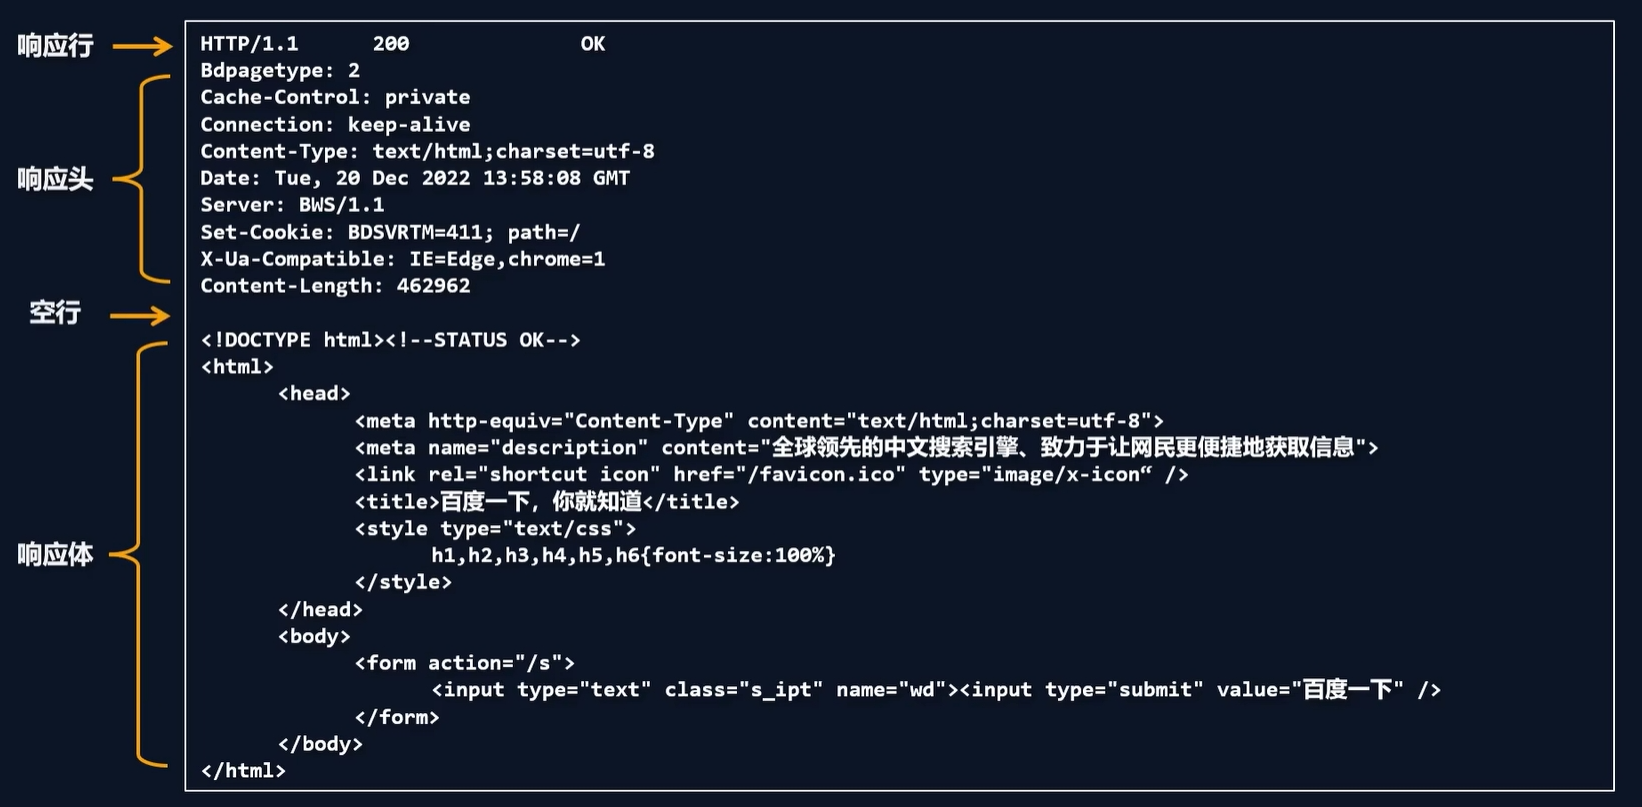 响应行
HTTP/1.1 200 OK
Bdpagetype: 2
Cache-Control: private
Connection: keep-alive
Content-Type: text/html;charset=utf-8
响应头
Date: Tue, 20 Dec 2022 13:58:08 GMT
Server: BWS/1.1
Set-Cookie: BDSVRTM=411; path=/
X-Ua-Compatible: IE=Edge,chrome=1
Content-Length: 462962
空行
<!DOCTYPE html><!--STATUS OK-->
<html>
<head>
<meta http-equiv="Content-Type" content="text/html;charset=utf-8">
<meta name="description" content="全球领先的中文搜索引擎、致力于让网民更便捷地获取信息">
<link rel="shortcut icon" href="/favicon.ico" type="image/x-icon“ />
<title>百度一下，你就知道</title>
<style type="text/css">
响应体
h1,h2,h3,h4,h5,h6{font-size:100%}
</style>
</head>
<body>
<form action="/s">
<input type="text" class="s_ipt" name="wd"><input type="submit" value="百度一下" />
</form>
</body>
</html>